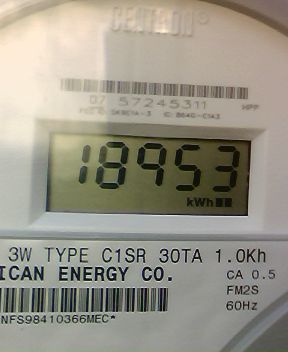 CENTRON®
07 57245311 HPP
18953
kWh
3W TYPE C1SR 30TA 1.0Kh
ICAN ENERGY CO. CA 0.5
FM2S
60Hz
NFS98410366MEC*